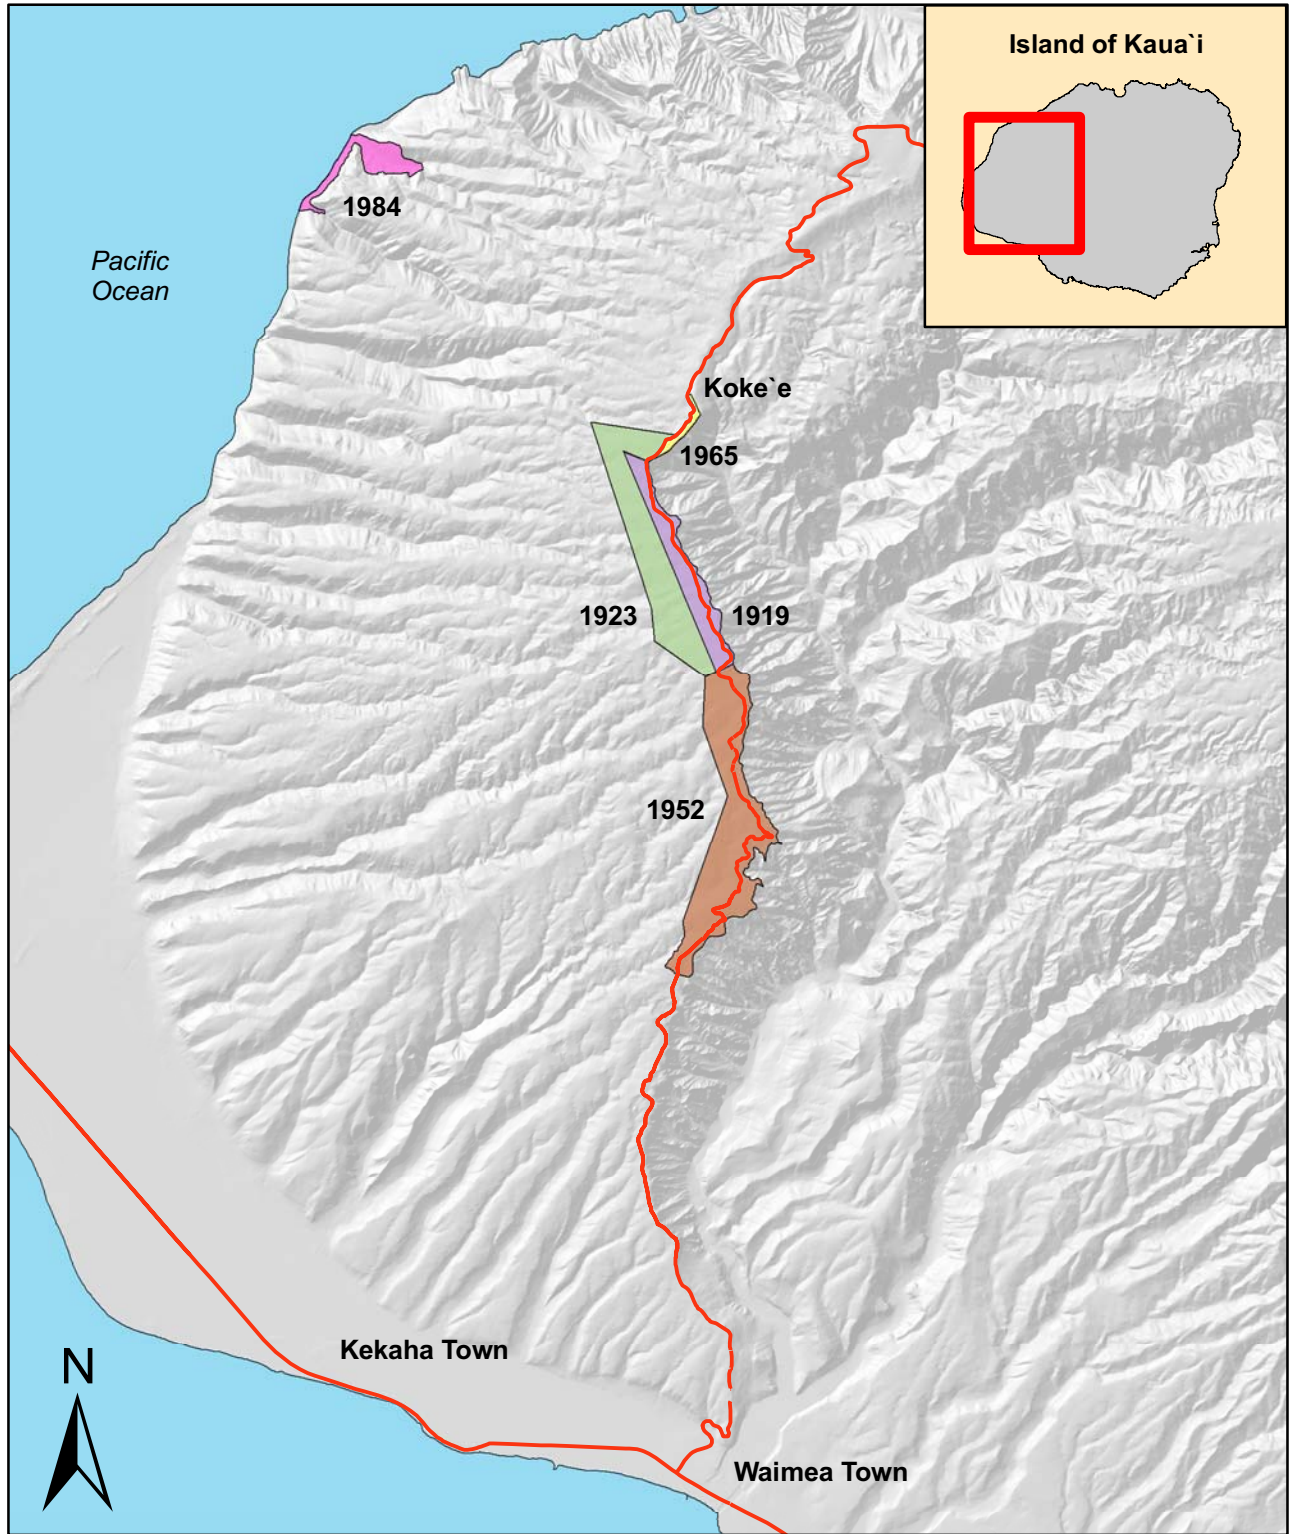 Island of Kaua`i
1984
Pacific
Ocean
Koke`e
1965
1923
1919
1952
Kekaha Town
N
Waimea Town